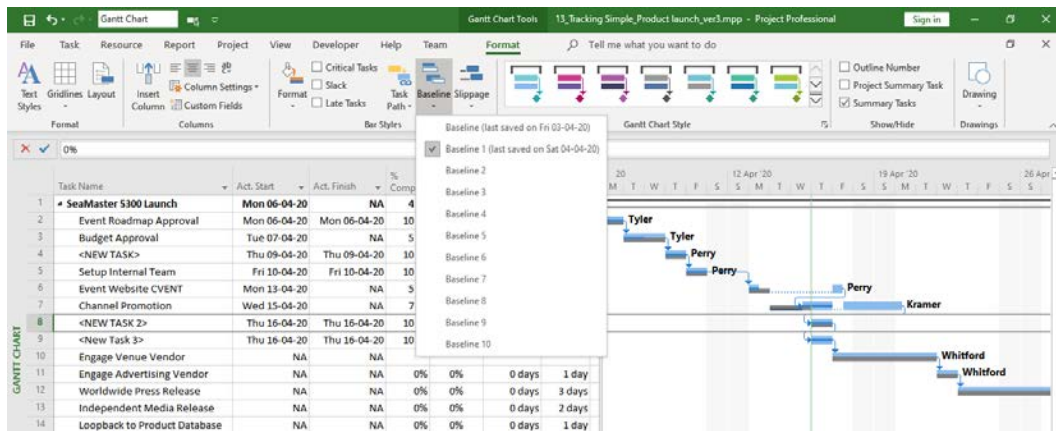 Gantt Chart
Gantt Chart Tools
13_Tracking Simple_Product launch_ver3.mpp - Project Professional
Sign in
File Task Resource Report Project View Developer Help Team Format Tell me what you want to do
Text Styles
Gridlines
Layout
Insert Column
Column Settings
Custom Fields
Format
Critical Tasks
Slack
Late Tasks
Task Path
Baseline
Slippage
Outline Number
Project Summary Task
Summary Tasks
Drawing
Format Columns Bar Styles Gantt Chart Style Show/Hide Drawings
0%
Baseline (last saved on Fri 03-04-20)
Baseline 1 (last saved on Sat 04-04-20)
Baseline 2
Baseline 3
Baseline 4
Baseline 5
Baseline 6
Baseline 7
Baseline 8
Baseline 9
Baseline 10
Task Name Act. Start Act. Finish % Comp
1 SeaMaster 5300 Launch Mon 06-04-20 NA 4
2 Event Roadmap Approval Mon 06-04-20 Mon 06-04-20 10
3 Budget Approval Tue 07-04-20 NA 5
4 <NEW TASK> Thu 09-04-20 Thu 09-04-20 10
5 Setup Internal Team Fri 10-04-20 Fri 10-04-20 10
6 Event Website CVENT Mon 13-04-20 NA 5
7 Channel Promotion Wed 15-04-20 NA 7
8 <NEW TASK 2> Thu 16-04-20 Thu 16-04-20 10
9 <New Task 3> Thu 16-04-20 Thu 16-04-20 10
10 Engage Venue Vendor NA NA
11 Engage Advertising Vendor NA NA 0% 0% 0 days 1 day
12 Worldwide Press Release NA NA 0% 0% 0 days 3 days
13 Independent Media Release NA NA 0% 0% 0 days 2 days
14 Loopback to Product Database NA NA 0% 0% 0 days 1 day
GANTT CHART
20 12 Apr '20 19 Apr '20 26 Apr
M T W T F S S M T W T F S S M T W T F S S
Tyler
Tyler
Perry
Perry
Perry
Kramer
Whitford
Whitford